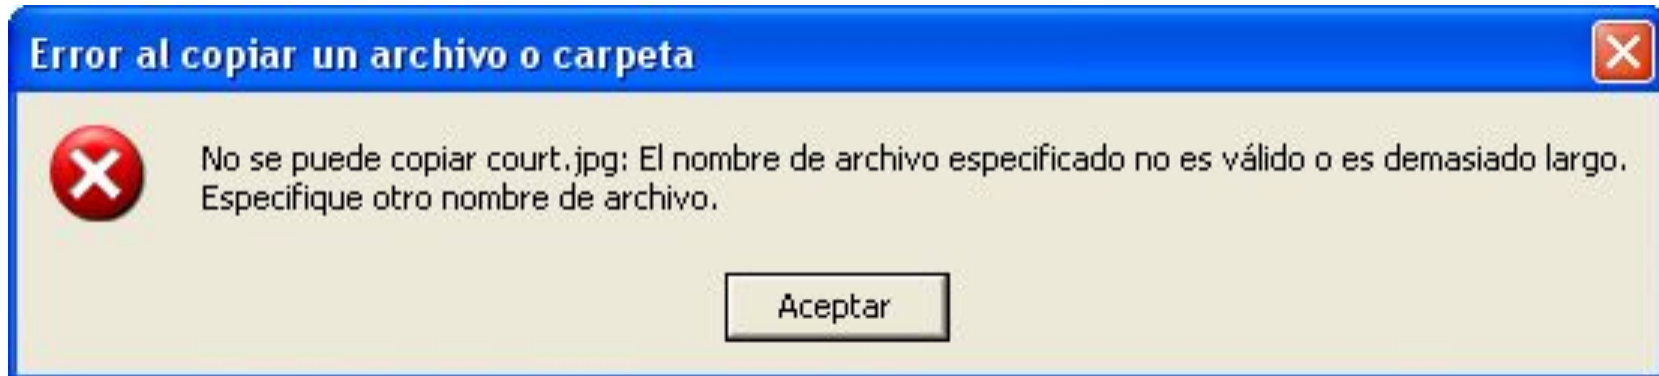 Error al copiar un archivo o carpeta
No se puede copiar court.jpg: El nombre de archivo especificado no es válido o es demasiado largo.
Especifique otro nombre de archivo.
Aceptar